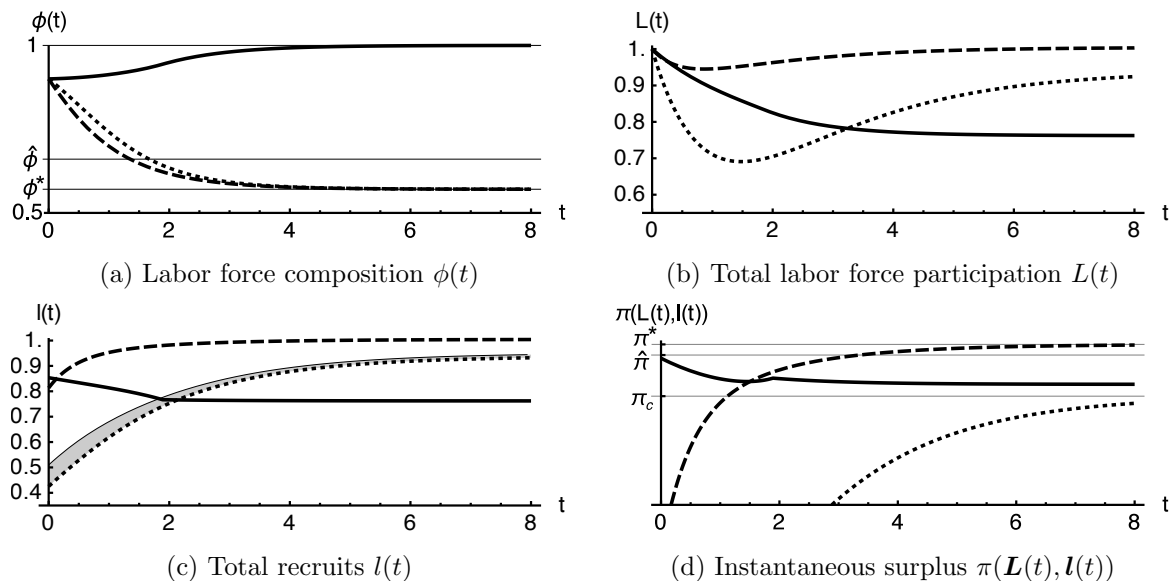 ϕ(t)
1
ϕ̂
ϕ*
0.5
0 2 4 6 8 t
(a) Labor force composition ϕ(t)
L(t)
1.
0.9
0.8
0.7
0.6
0 2 4 6 8 t
(b) Total labor force participation L(t)
l(t)
1.
0.9
0.8
0.7
0.6
0.5
0.4
0 2 4 6 8 t
(c) Total recruits l(t)
π(L(t),l(t))
π*
π̂
π_c
0 2 4 6 8 t
(d) Instantaneous surplus π(L(t), l(t))